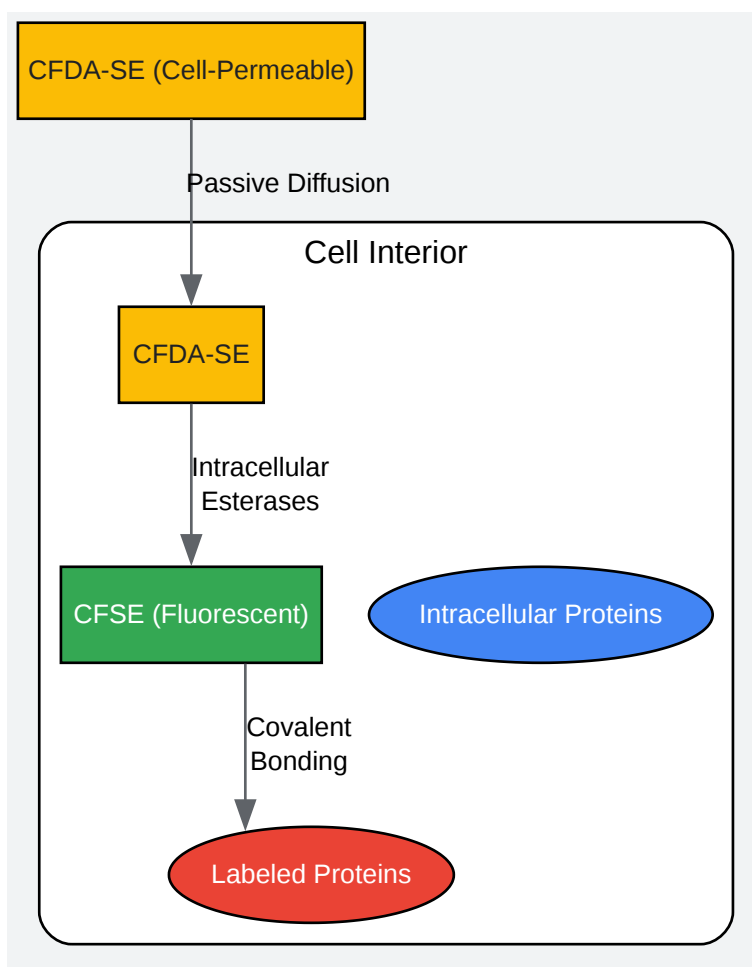 CFDA-SE (Cell-Permeable)
Passive Diffusion
Cell Interior
CFDA-SE
Intracellular
Esterases
CFSE (Fluorescent)
Intracellular Proteins
Covalent
Bonding
Labeled Proteins